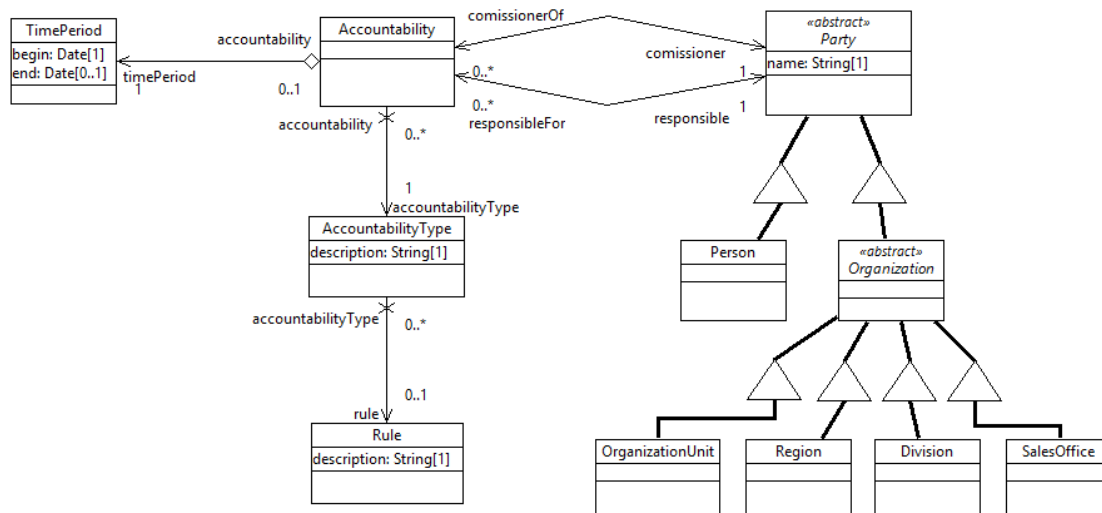 TimePeriod
begin: Date[1]
end: Date[0..1]
timePeriod
1
accountability
0..1
Accountability
comissionerOf
0..*
comissioner
1
0..*
responsibleFor
responsible
1
«abstract»
Party
name: String[1]
accountability
0..*
1
accountabilityType
AccountabilityType
description: String[1]
accountabilityType
0..*
0..1
rule
Rule
description: String[1]
Person
«abstract»
Organization
OrganizationUnit
Region
Division
SalesOffice